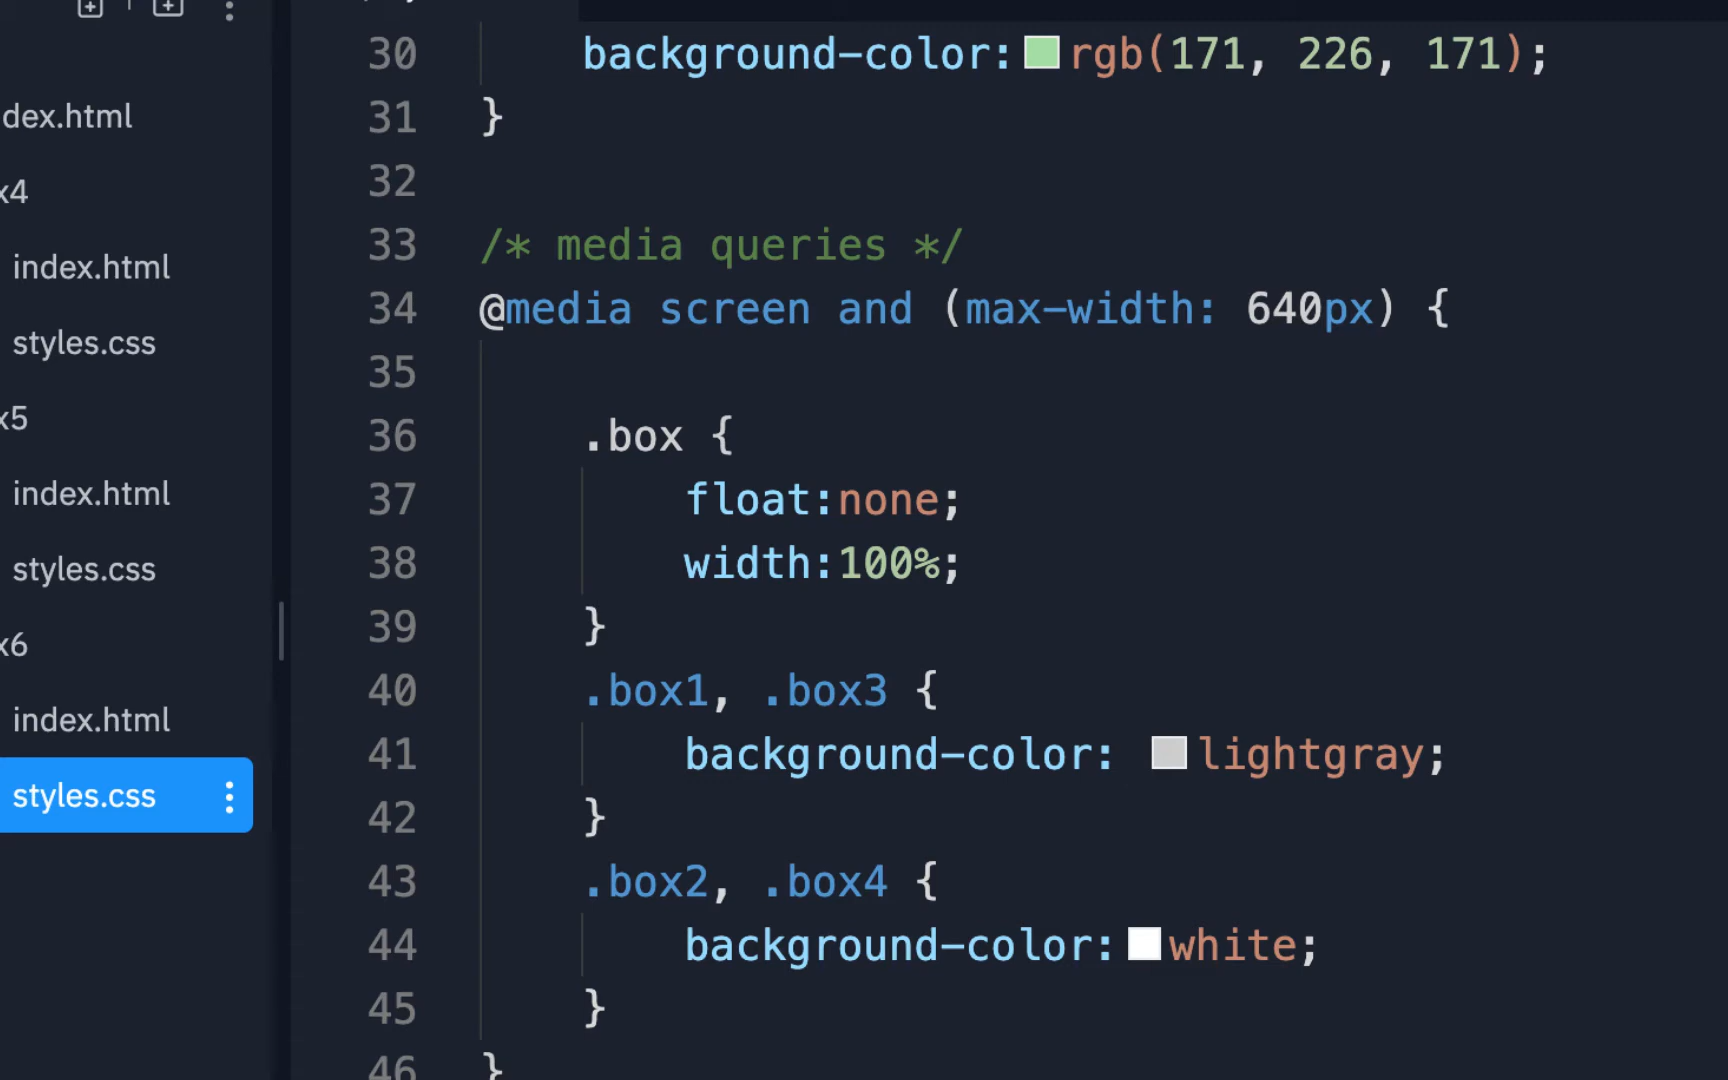 dex.html
x4
index.html
styles.css
x5
index.html
styles.css
x6
index.html
styles.css
30 background-color: rgb(171, 226, 171);
31 }
32
33 /* media queries */
34 @media screen and (max-width: 640px) {
35
36 .box {
37 float:none;
38 width:100%;
39 }
40 .box1, .box3 {
41 background-color: lightgray;
42 }
43 .box2, .box4 {
44 background-color: white;
45 }
46 }